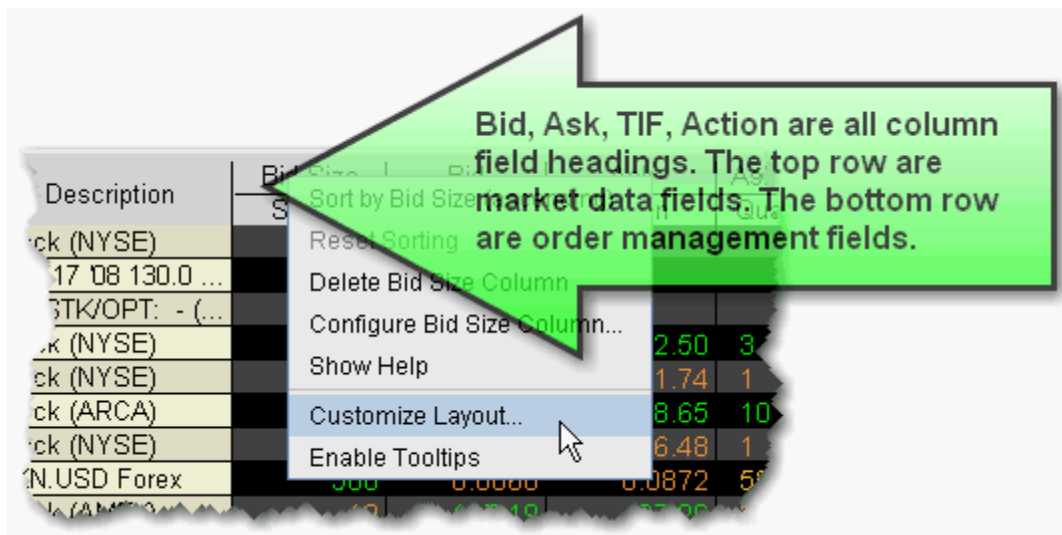 Bid, Ask, TIF, Action are all column
field headings. The top row are
market data fields. The bottom row
are order management fields.
Description
Bid Size
Sort by Bid Size
Reset Sorting
Delete Bid Size Column
Configure Bid Size Column...
Show Help
Customize Layout...
Enable Tooltips
ck (NYSE)
17 '08 130.0 ...
STK/OPT: - (...
k (NYSE) 2.50 3
ck (NYSE) 1.74 1
ck (ARCA) 8.65 10
ck (NYSE) 6.48 1
N.USD Forex 0.0872